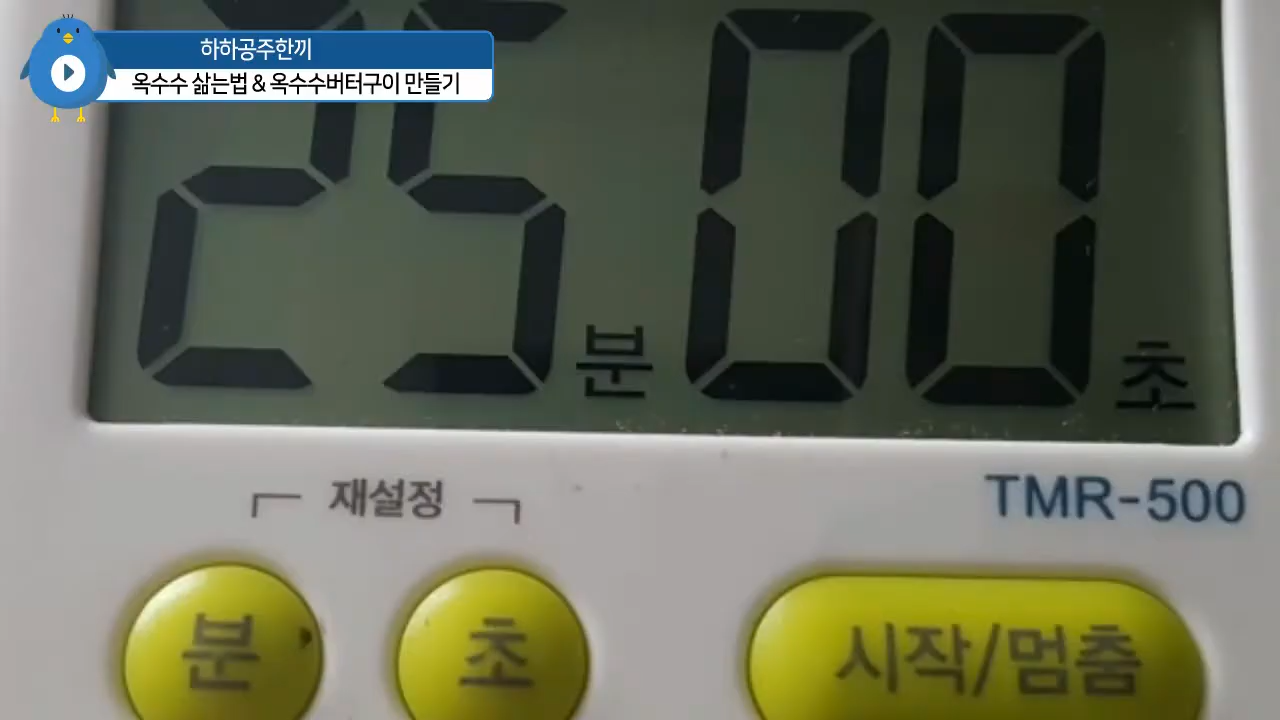 하하공주한끼
옥수수 삶는법 & 옥수수버터구이 만들기
25분 00초
재설정
TMR-500
분
초
시작/멈춤